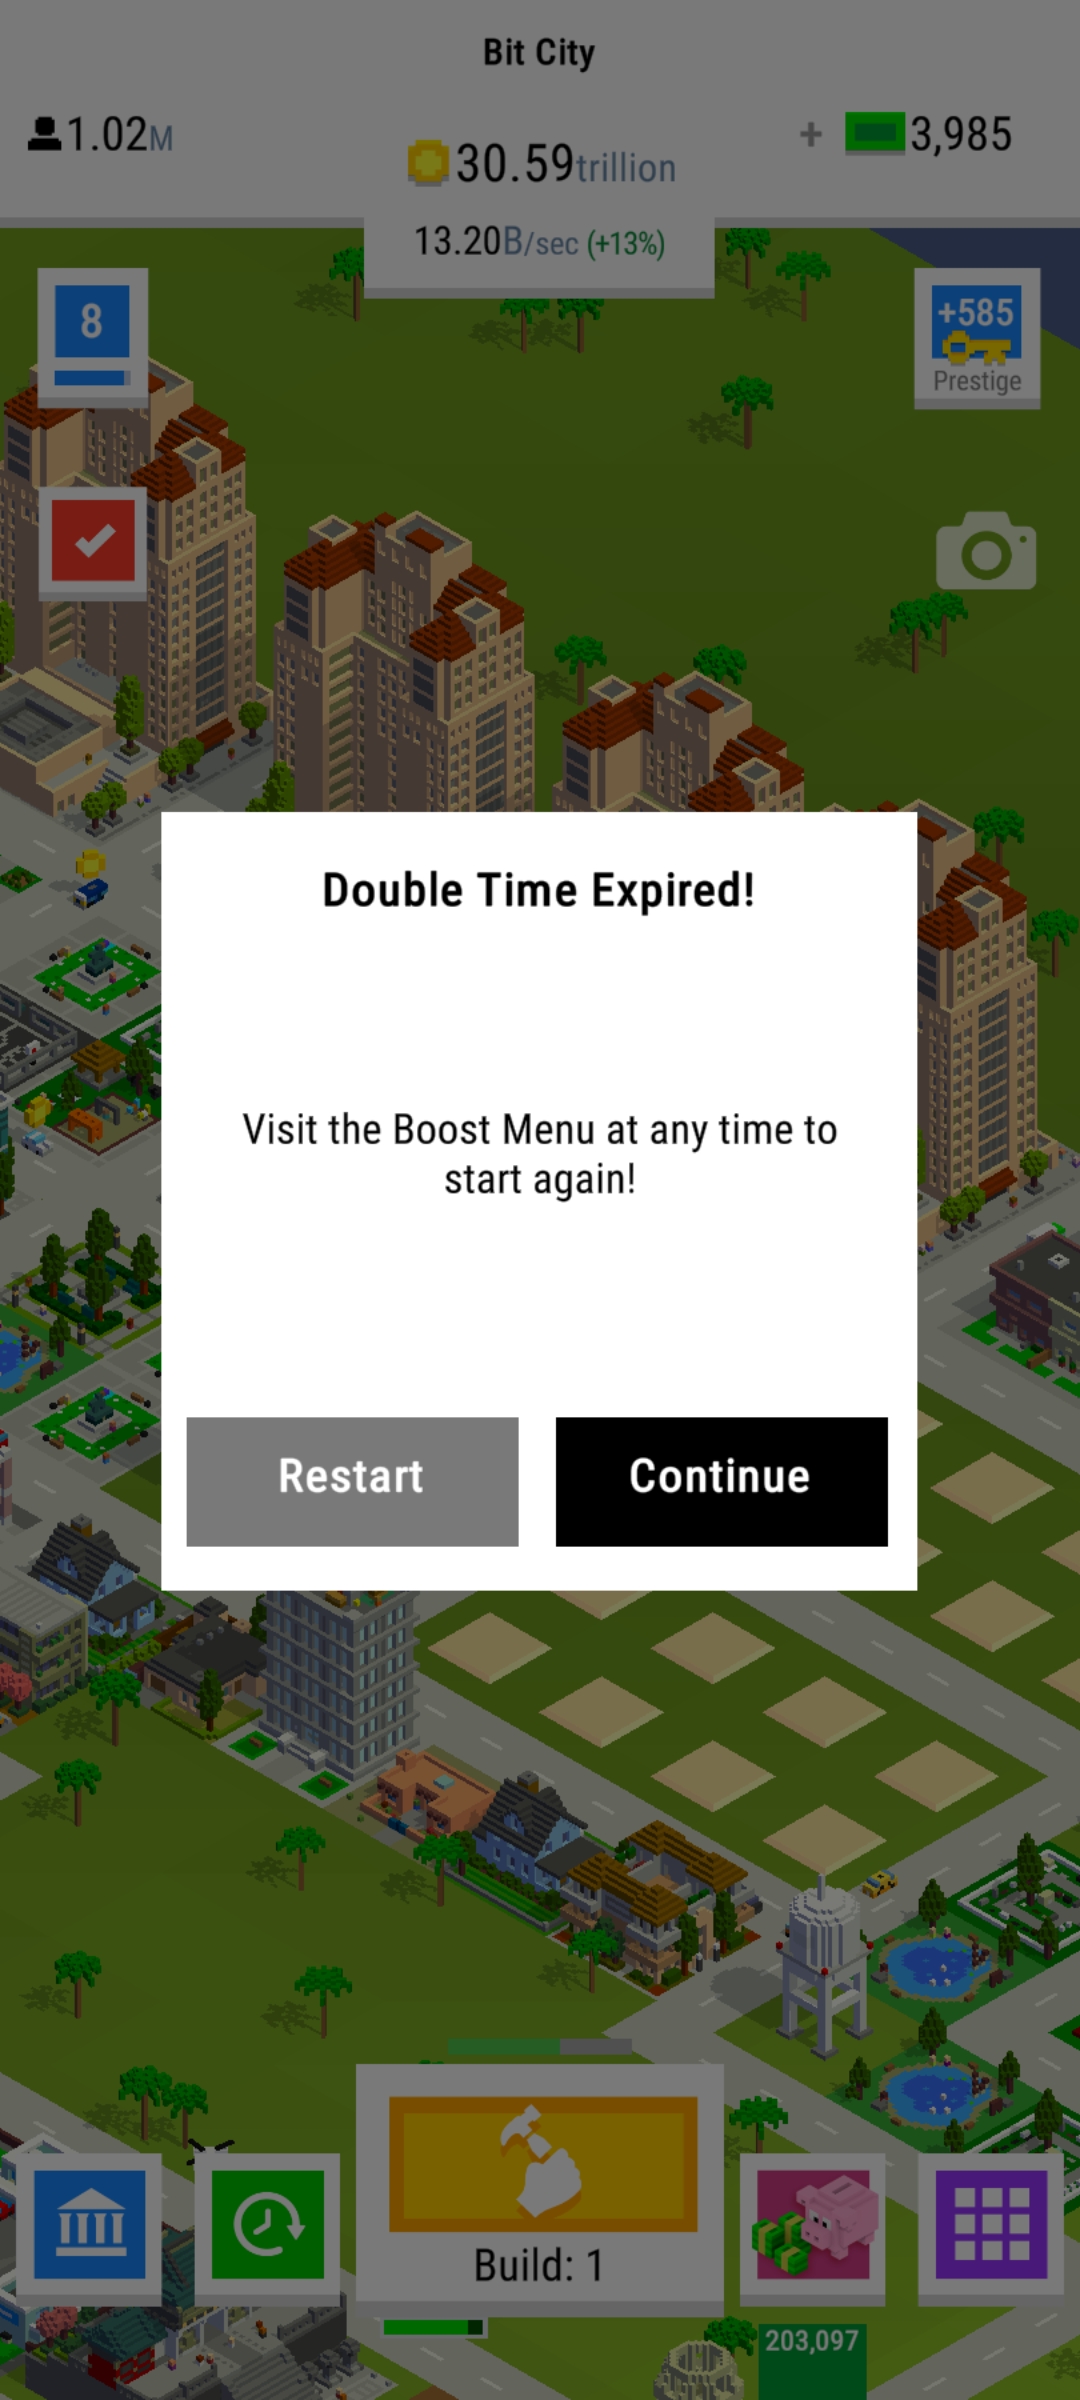 Bit City
1.02M
30.59trillion
+ 3,985
13.20B/sec (+13%)
8
+585
Prestige
Double Time Expired!
Visit the Boost Menu at any time to
start again!
Restart
Continue
Build: 1
203,097